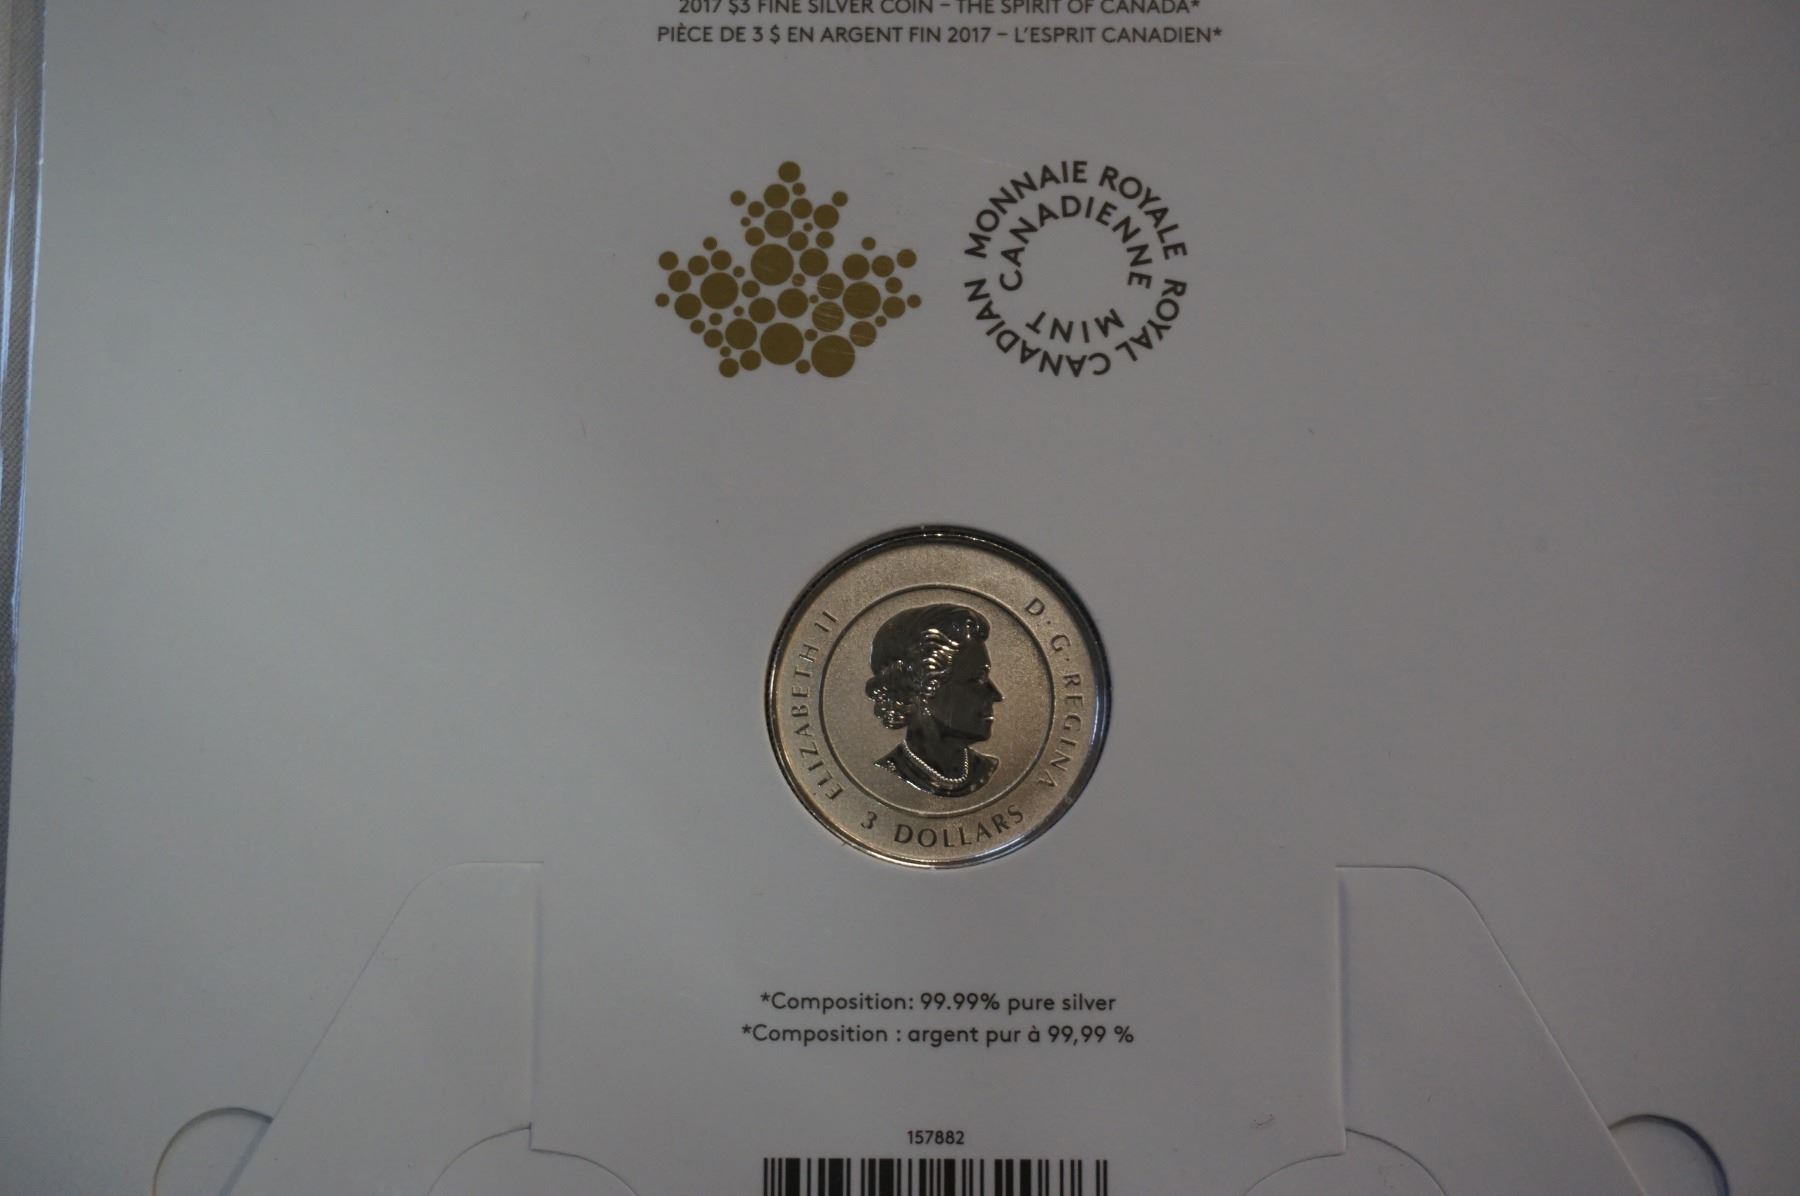 2017 $3 FINE SILVER COIN – THE SPIRIT OF CANADA*
PIÈCE DE 3 $ EN ARGENT FIN 2017 – L'ESPRIT CANADIEN*
MONNAIE ROYALE CANADIENNE
ROYAL CANADIAN MINT
ELIZABETH II D·G·REGINA
3 DOLLARS
*Composition: 99.99% pure silver
*Composition : argent pur à 99,99 %
157882